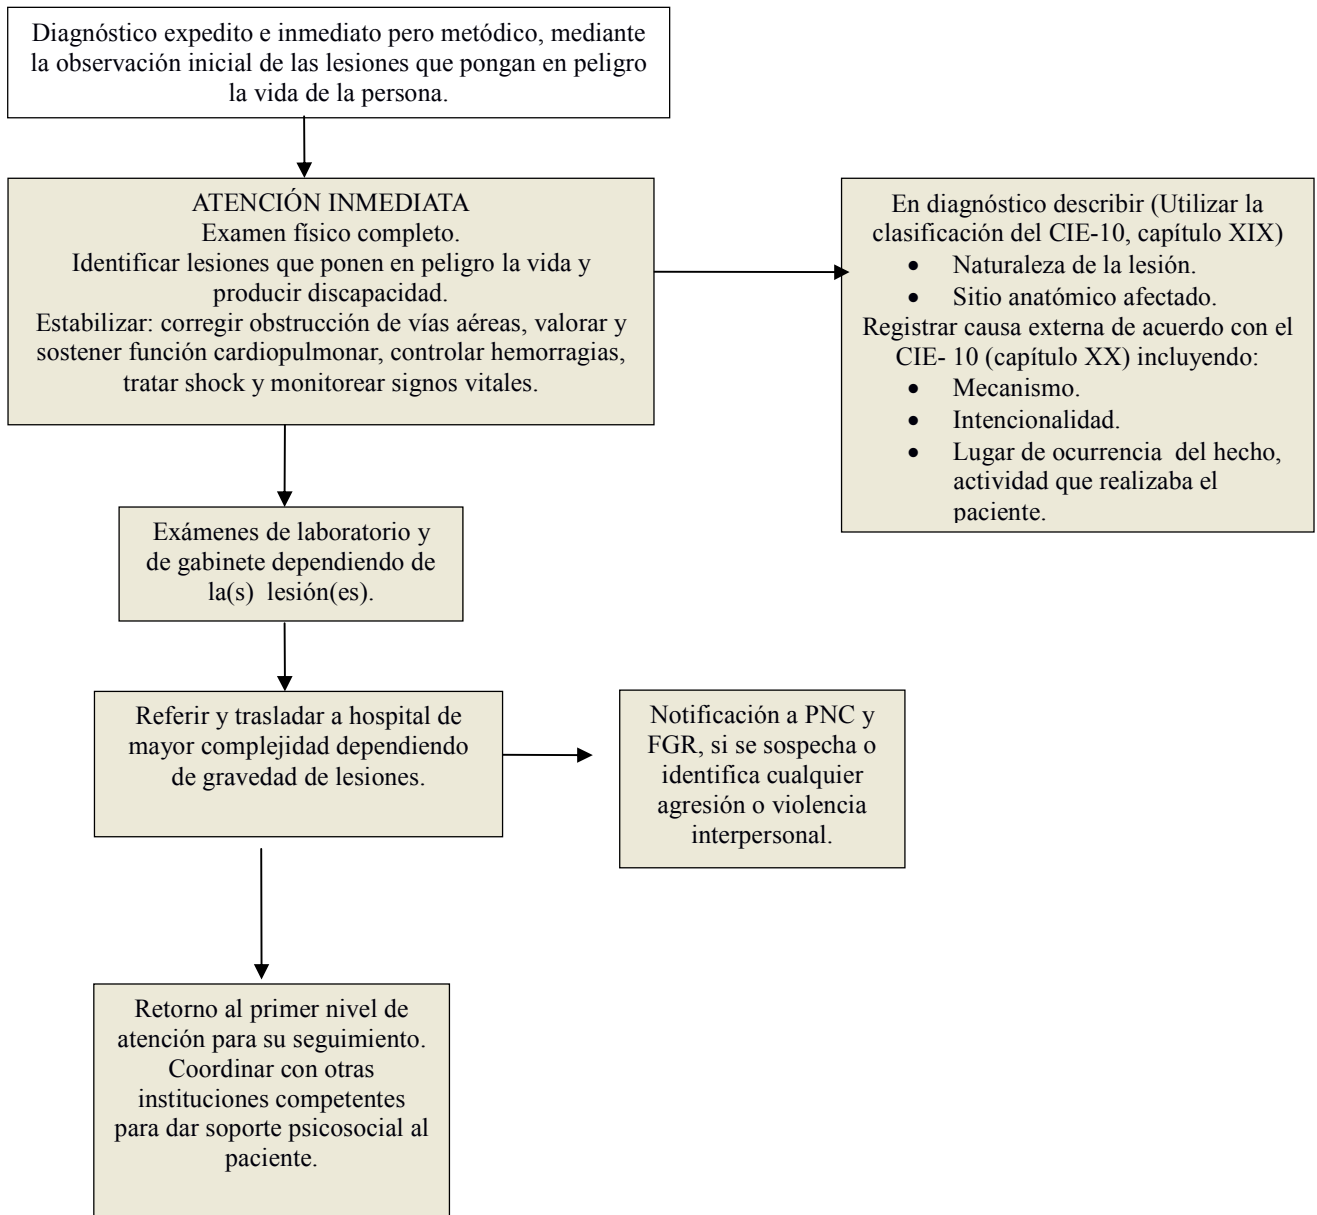 Diagnóstico expedito e inmediato pero metódico, mediante
la observación inicial de las lesiones que pongan en peligro
la vida de la persona.
ATENCIÓN INMEDIATA
Examen físico completo.
Identificar lesiones que ponen en peligro la vida y
producir discapacidad.
Estabilizar: corregir obstrucción de vías aéreas, valorar y
sostener función cardiopulmonar, controlar hemorragias,
tratar shock y monitorear signos vitales.
En diagnóstico describir (Utilizar la
clasificación del CIE-10, capítulo XIX)
• Naturaleza de la lesión.
• Sitio anatómico afectado.
Registrar causa externa de acuerdo con el
CIE- 10 (capítulo XX) incluyendo:
• Mecanismo.
• Intencionalidad.
• Lugar de ocurrencia del hecho,
actividad que realizaba el
paciente.
Exámenes de laboratorio y
de gabinete dependiendo de
la(s) lesión(es).
Referir y trasladar a hospital de
mayor complejidad dependiendo
de gravedad de lesiones.
Notificación a PNC y
FGR, si se sospecha o
identifica cualquier
agresión o violencia
interpersonal.
Retorno al primer nivel de
atención para su seguimiento.
Coordinar con otras
instituciones competentes
para dar soporte psicosocial al
paciente.